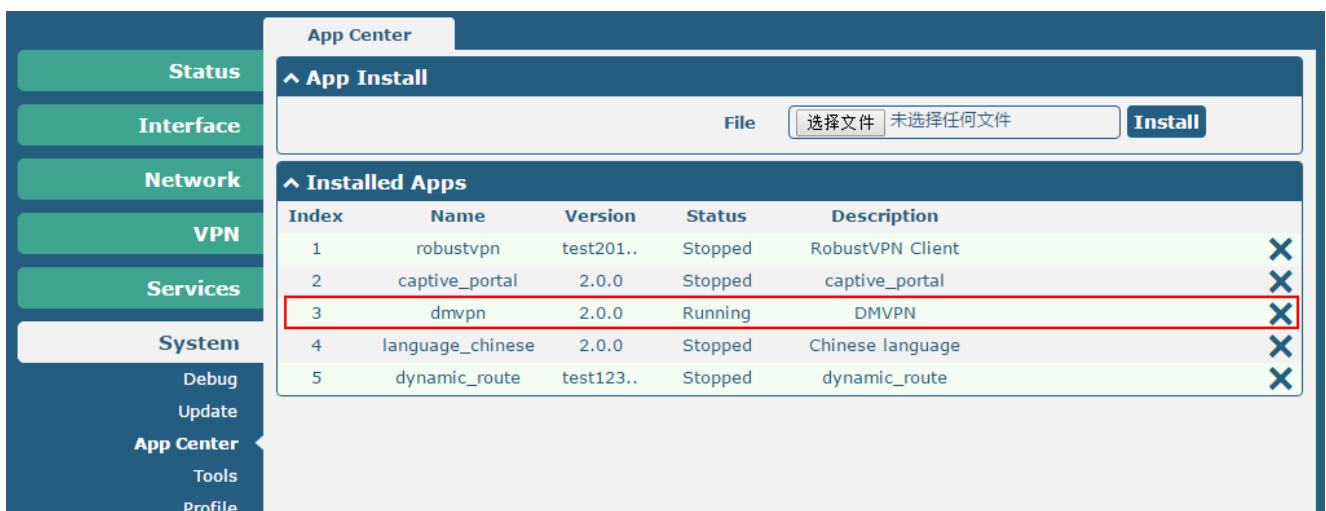 App Center
Status
Interface
Network
VPN
Services
System
Debug
Update
App Center
Tools
Profile
App Install
File 选择文件 未选择任何文件 Install
Installed Apps
Index Name Version Status Description
1 robustvpn test201.. Stopped RobustVPN Client
2 captive_portal 2.0.0 Stopped captive_portal
3 dmvpn 2.0.0 Running DMVPN
4 language_chinese 2.0.0 Stopped Chinese language
5 dynamic_route test123.. Stopped dynamic_route